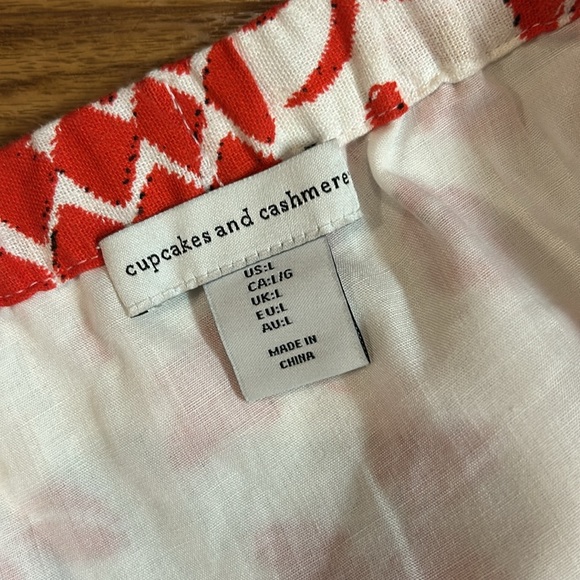 cupcakes and cashmere
US:L
CA:L/G
UK:L
EU:L
AU:L
MADE IN
CHINA